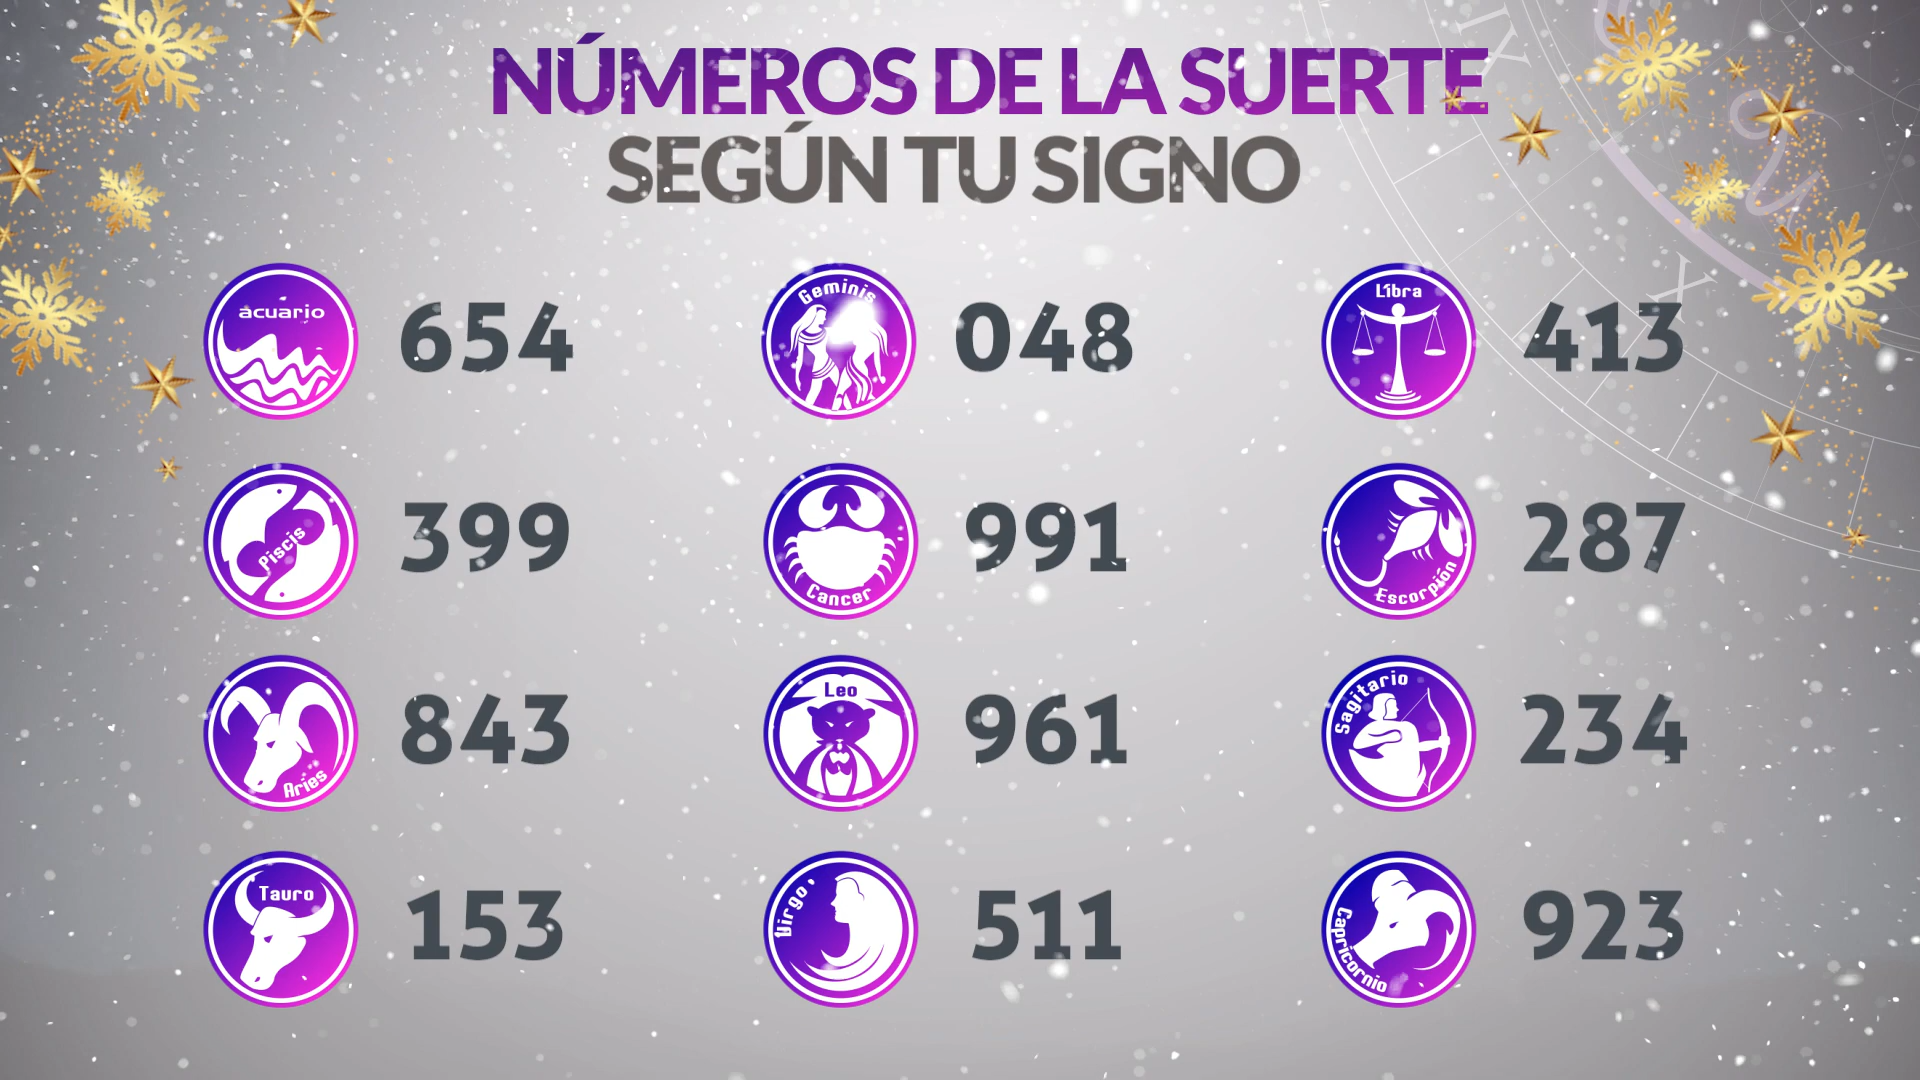 NÚMEROS DE LA SUERTE
SEGÚN TU SIGNO
acuario 654
Geminis 048
Libra 413
Piscis 399
Cancer 991
Escorpión 287
Aries 843
Leo 961
Sagitario 234
Tauro 153
Virgo 511
Capricornio 923
IX
X